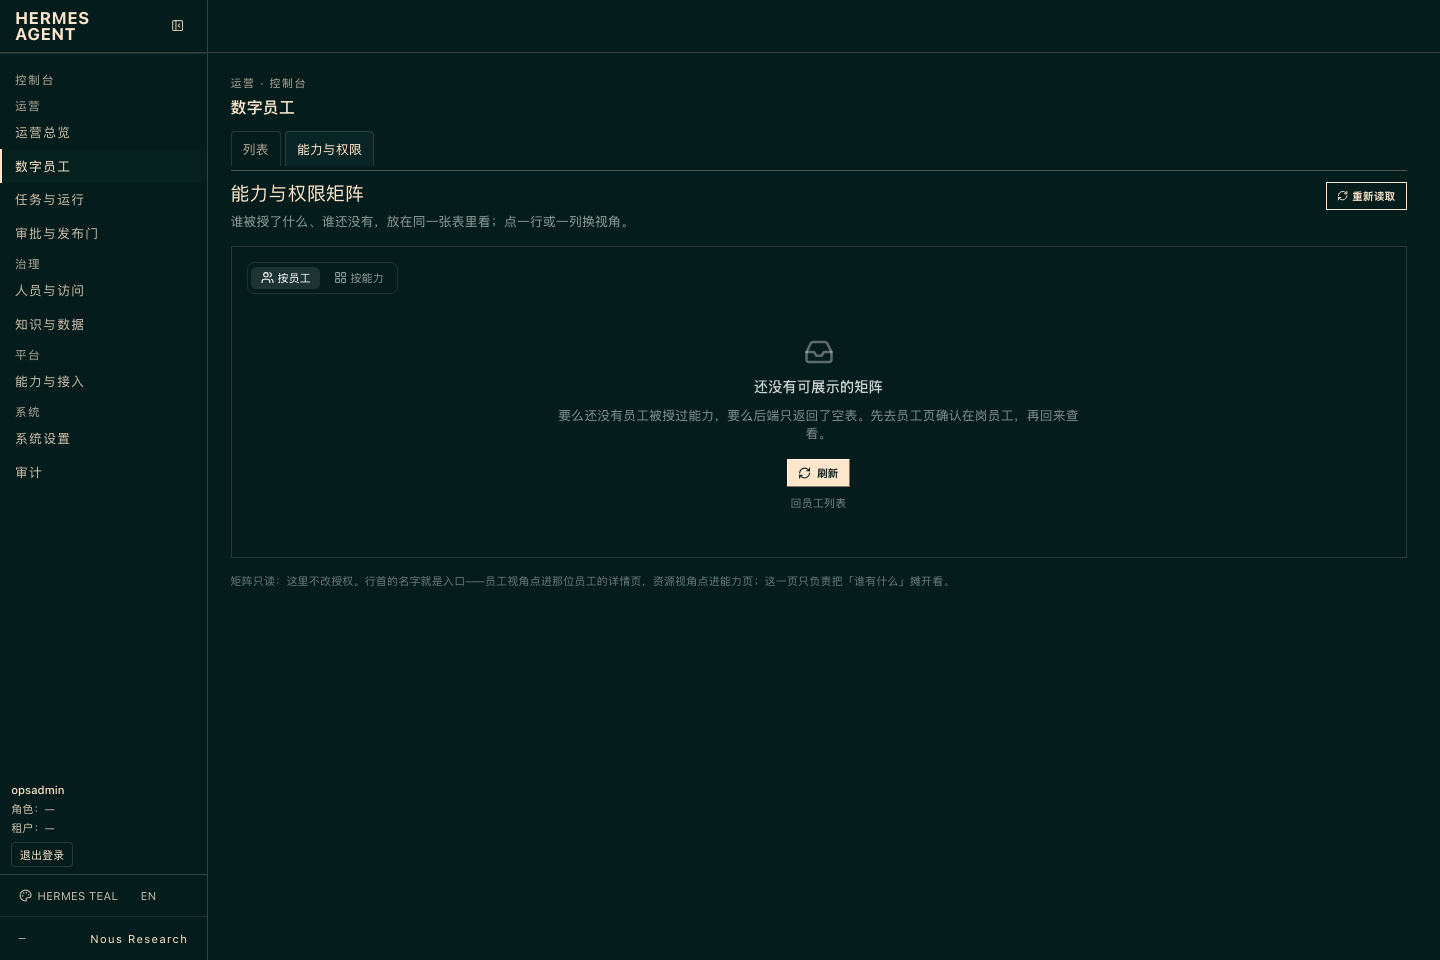 HERMES
AGENT
控制台
运营
运营总览
数字员工
任务与运行
审批与发布门
治理
人员与访问
知识与数据
平台
能力与接入
系统
系统设置
审计
opsadmin
角色：—
租户：—
退出登录
HERMES TEAL EN
— Nous Research
运营 · 控制台
数字员工
列表 能力与权限
能力与权限矩阵
谁被授了什么、谁还没有，放在同一张表里看；点一行或一列换视角。
重新读取
按员工 按能力
还没有可展示的矩阵
要么还没有员工被授过能力，要么后端只返回了空表。先去员工页确认在岗员工，再回来查
看。
刷新
回员工列表
矩阵只读：这里不改授权。行首的名字就是入口——员工视角点进那位员工的详情页，资源视角点进能力页；这一页只负责把「谁有什么」摊开看。